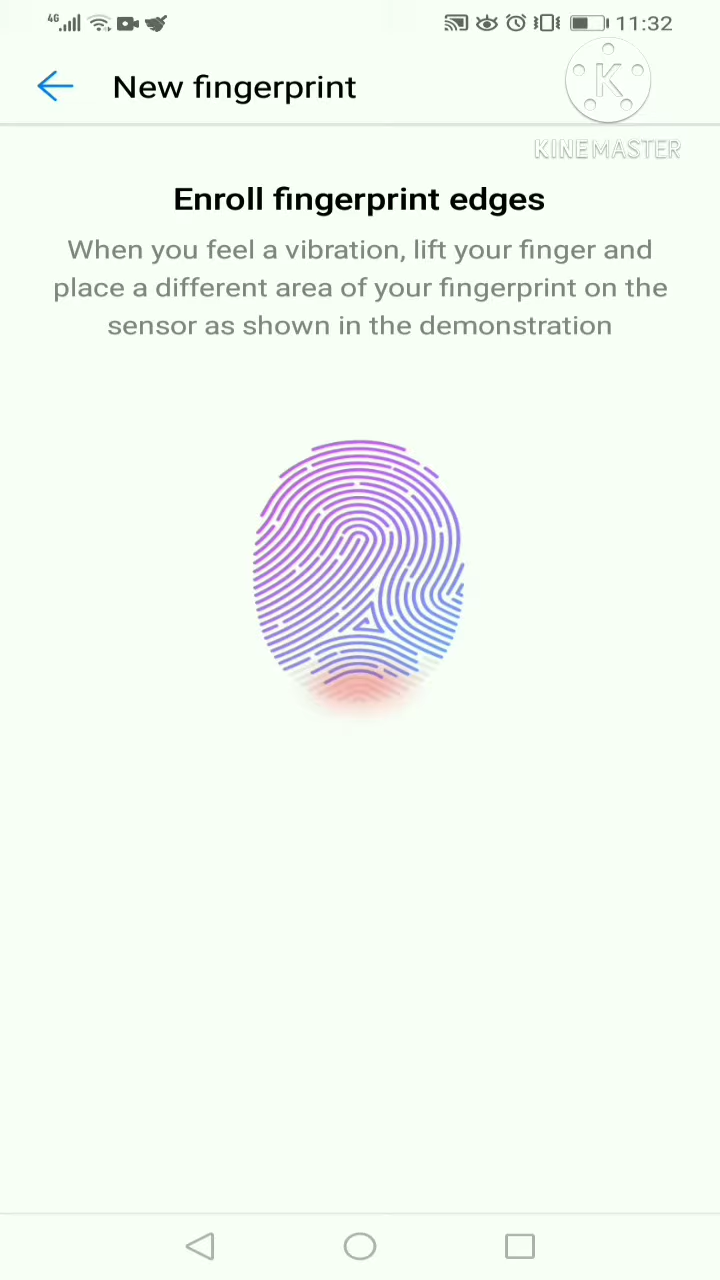 4G 11:32
New fingerprint
K
KINEMASTER
Enroll fingerprint edges
When you feel a vibration, lift your finger and
place a different area of your fingerprint on the
sensor as shown in the demonstration